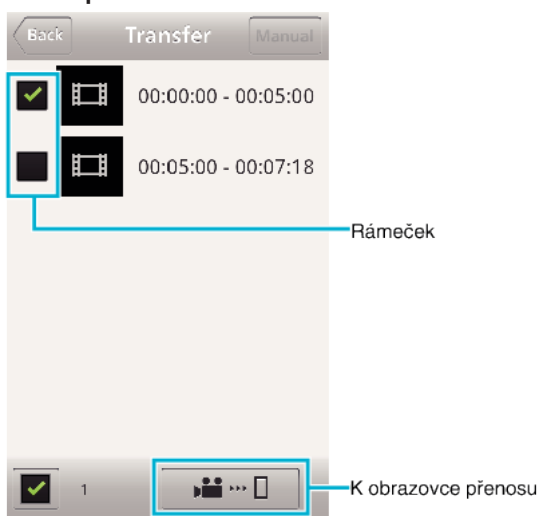 Back Transfer Manual
00:00:00 - 00:05:00
00:05:00 - 00:07:18
Rámeček
1
K obrazovce přenosu